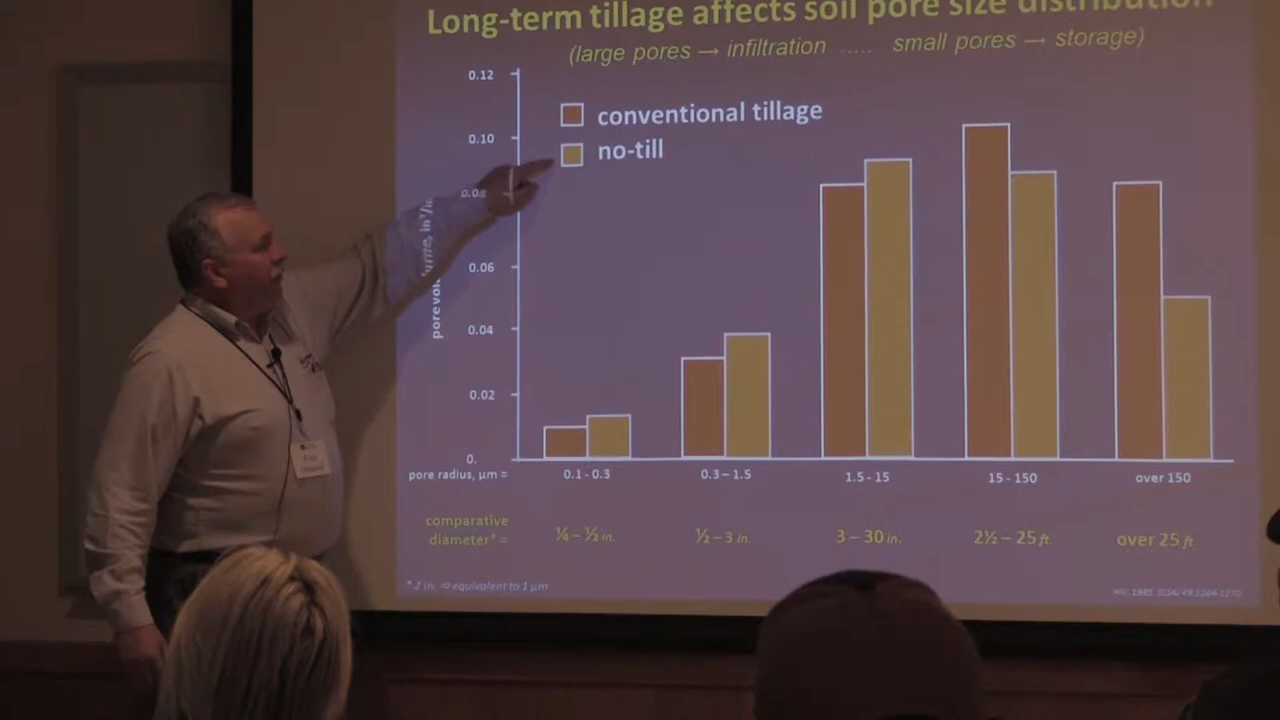 Long-term tillage affects soil pore size distribution
(large pores → infiltration ..... small pores → storage)
0.12
conventional tillage
0.10
no-till
0.08
0.06
0.04
0.02
0.
pore radius, µm = 0.1 - 0.3 0.3 – 1.5 1.5 - 15 15 - 150 over 150
comparative
diameter* = ¼ – ½ in. ½ – 3 in. 3 – 30 in. 2½ – 25 ft. over 25 ft
* 2 in. = equivalent to 1 µm